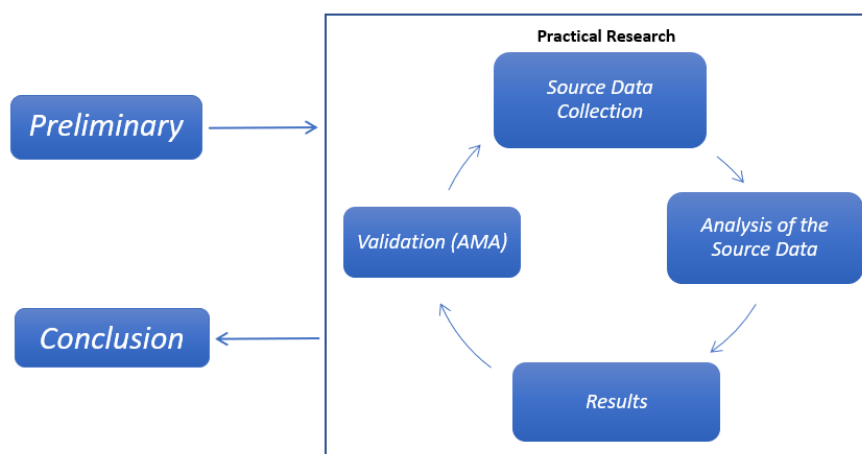 Practical Research
Source Data
Collection
Preliminary
Analysis of the
Source Data
Validation (AMA)
Conclusion
Results